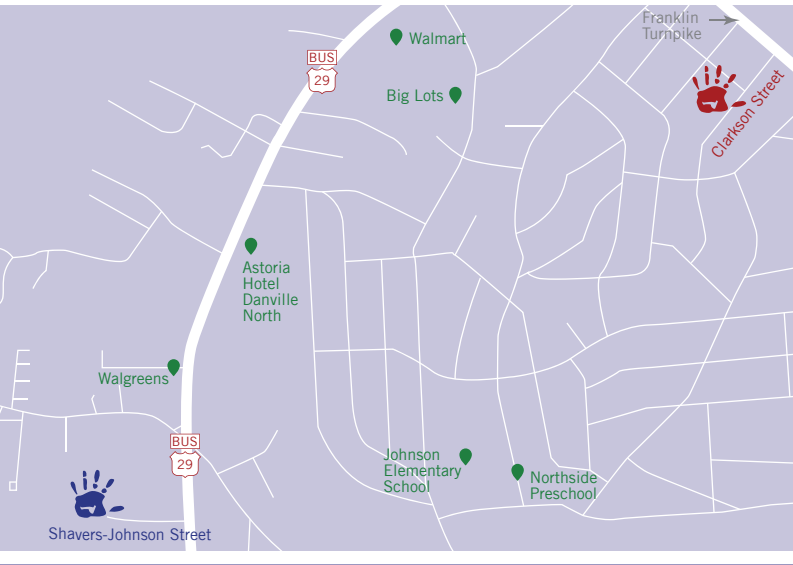 Franklin
Turnpike
Walmart
BUS
29
Big Lots
Clarkson Street
Astoria
Hotel
Danville
North
Walgreens
BUS
29
Johnson
Elementary
School
Northside
Preschool
Shavers-Johnson Street